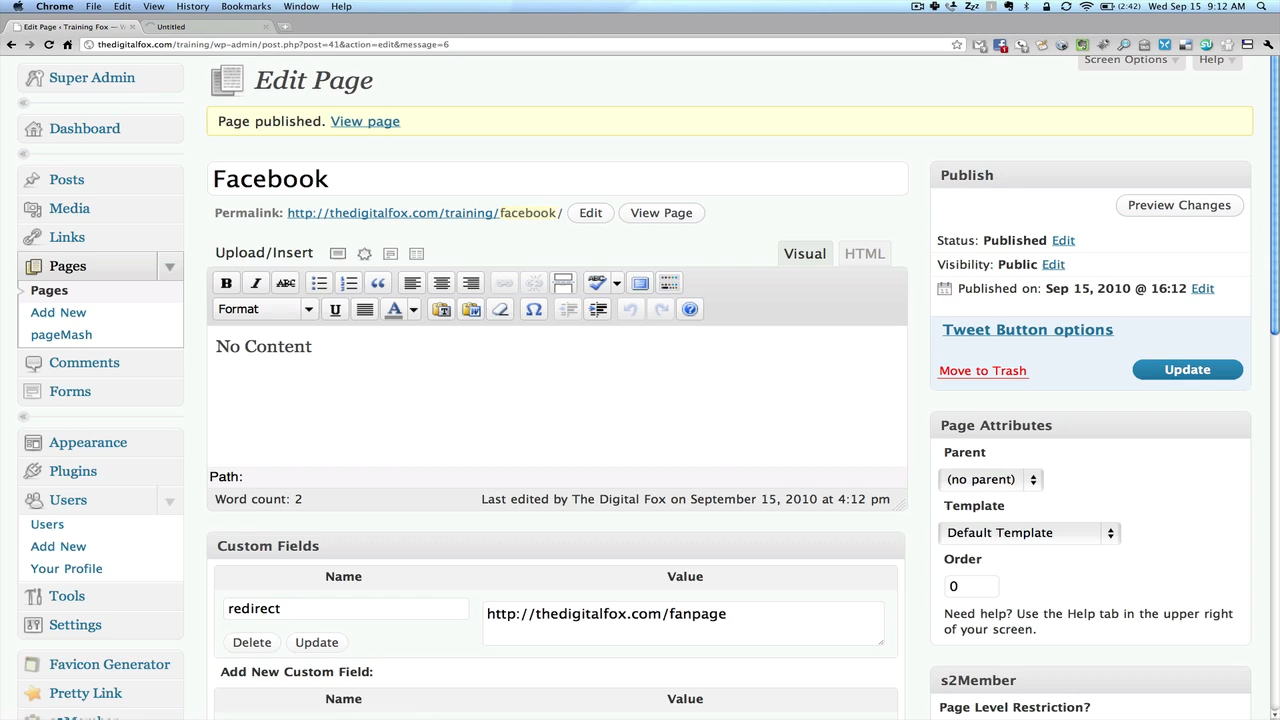 Chrome File Edit View History Bookmarks Window Help
(2:42) Wed Sep 15 9:12 AM
Edit Page ‹ Training Fox — W
Untitled
thedigitalfox.com/training/wp-admin/post.php?post=41&action=edit&message=6
Screen Options Help
Super Admin
Dashboard
Posts
Media
Links
Pages
Pages
Add New
pageMash
Comments
Forms
Appearance
Plugins
Users
Users
Add New
Your Profile
Tools
Settings
Favicon Generator
Pretty Link
Edit Page
Page published. View page
Facebook
Permalink: http://thedigitalfox.com/training/facebook/ Edit View Page
Upload/Insert
Visual HTML
B I ABC
Format U A
No Content
Path:
Word count: 2 Last edited by The Digital Fox on September 15, 2010 at 4:12 pm
Custom Fields
Name Value
redirect http://thedigitalfox.com/fanpage
Delete Update
Add New Custom Field:
Name Value
Publish
Preview Changes
Status: Published Edit
Visibility: Public Edit
Published on: Sep 15, 2010 @ 16:12 Edit
Tweet Button options
Move to Trash Update
Page Attributes
Parent
(no parent)
Template
Default Template
Order
0
Need help? Use the Help tab in the upper right
of your screen.
s2Member
Page Level Restriction?